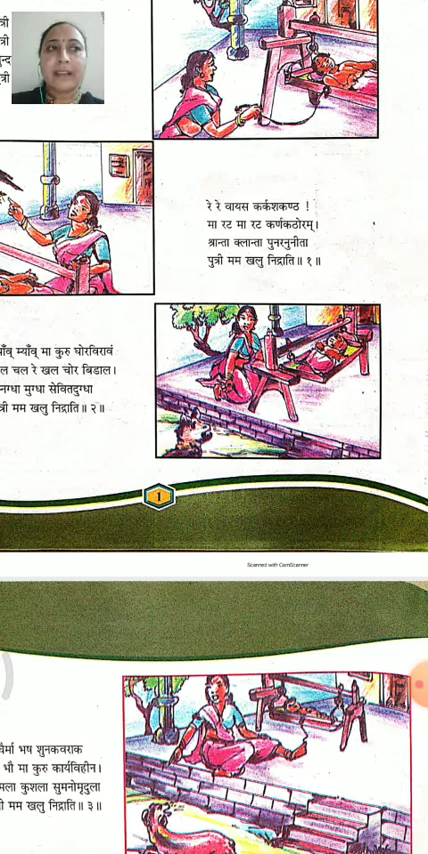 त्री
त्री
रे रे वायस कर्कशकण्ठ !
मा रट मा रट कर्णकठोरम्।
श्रान्ता क्लान्ता पुनरनुनीता
पुत्री मम खलु निद्राति॥ १॥
म्याँव् मा कुरु घोरविरावं
चल रे खल चोर बिडाल।
मुग्धा सेवितदुग्धा
मम खलु निद्राति॥ २॥
1
Scanned with CamScanner
भष शुनकवराक
भौ मा कुरु कार्यविहीन।
कुशला सुमनोमृदुला
मम खलु निद्राति॥ ३॥